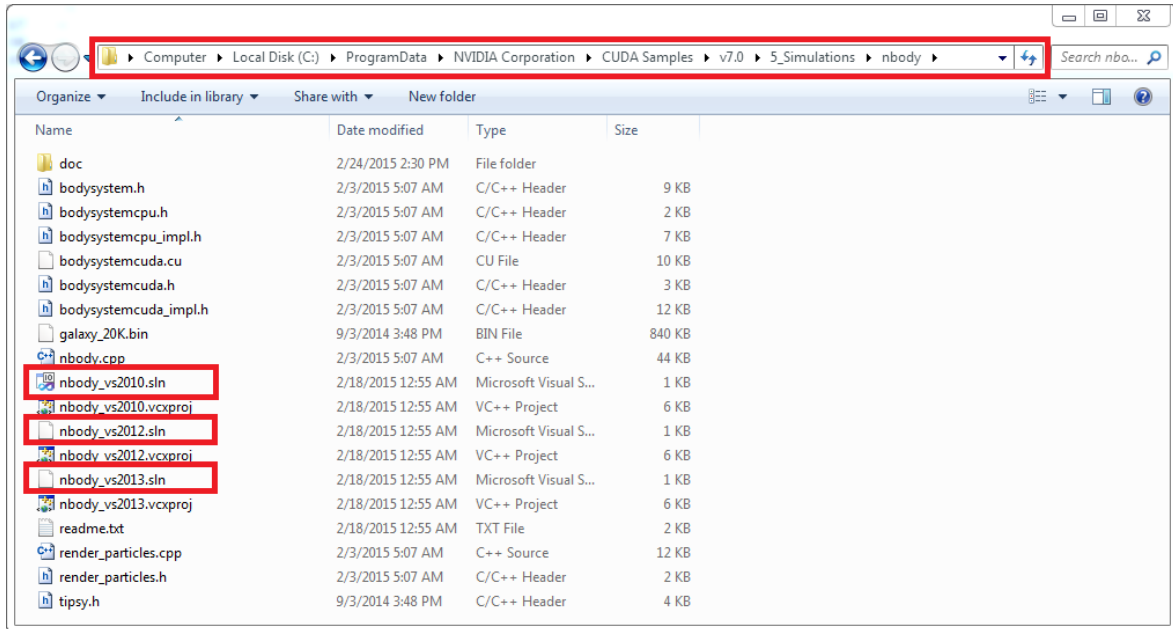 Computer Local Disk (C:) ProgramData NVIDIA Corporation CUDA Samples v7.0 5_Simulations nbody Search nbo...
Organize Include in library Share with New folder
Name Date modified Type Size
doc 2/24/2015 2:30 PM File folder
bodysystem.h 2/3/2015 5:07 AM C/C++ Header 9 KB
bodysystemcpu.h 2/3/2015 5:07 AM C/C++ Header 2 KB
bodysystemcpu_impl.h 2/3/2015 5:07 AM C/C++ Header 7 KB
bodysystemcuda.cu 2/3/2015 5:07 AM CU File 10 KB
bodysystemcuda.h 2/3/2015 5:07 AM C/C++ Header 3 KB
bodysystemcuda_impl.h 2/3/2015 5:07 AM C/C++ Header 12 KB
galaxy_20K.bin 9/3/2014 3:48 PM BIN File 840 KB
nbody.cpp 2/3/2015 5:07 AM C++ Source 44 KB
nbody_vs2010.sln 2/18/2015 12:55 AM Microsoft Visual S... 1 KB
nbody_vs2010.vcxproj 2/18/2015 12:55 AM VC++ Project 6 KB
nbody_vs2012.sln 2/18/2015 12:55 AM Microsoft Visual S... 1 KB
nbody_vs2012.vcxproj 2/18/2015 12:55 AM VC++ Project 6 KB
nbody_vs2013.sln 2/18/2015 12:55 AM Microsoft Visual S... 1 KB
nbody_vs2013.vcxproj 2/18/2015 12:55 AM VC++ Project 6 KB
readme.txt 2/18/2015 12:55 AM TXT File 2 KB
render_particles.cpp 2/3/2015 5:07 AM C++ Source 12 KB
render_particles.h 2/3/2015 5:07 AM C/C++ Header 2 KB
tipsy.h 9/3/2014 3:48 PM C/C++ Header 4 KB